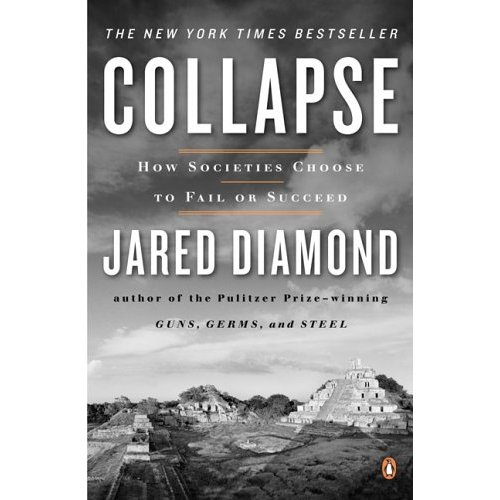 THE NEW YORK TIMES BESTSELLER
COLLAPSE
HOW SOCIETIES CHOOSE
TO FAIL OR SUCCEED
JARED DIAMOND
author of the Pulitzer Prize–winning
GUNS, GERMS, and STEEL